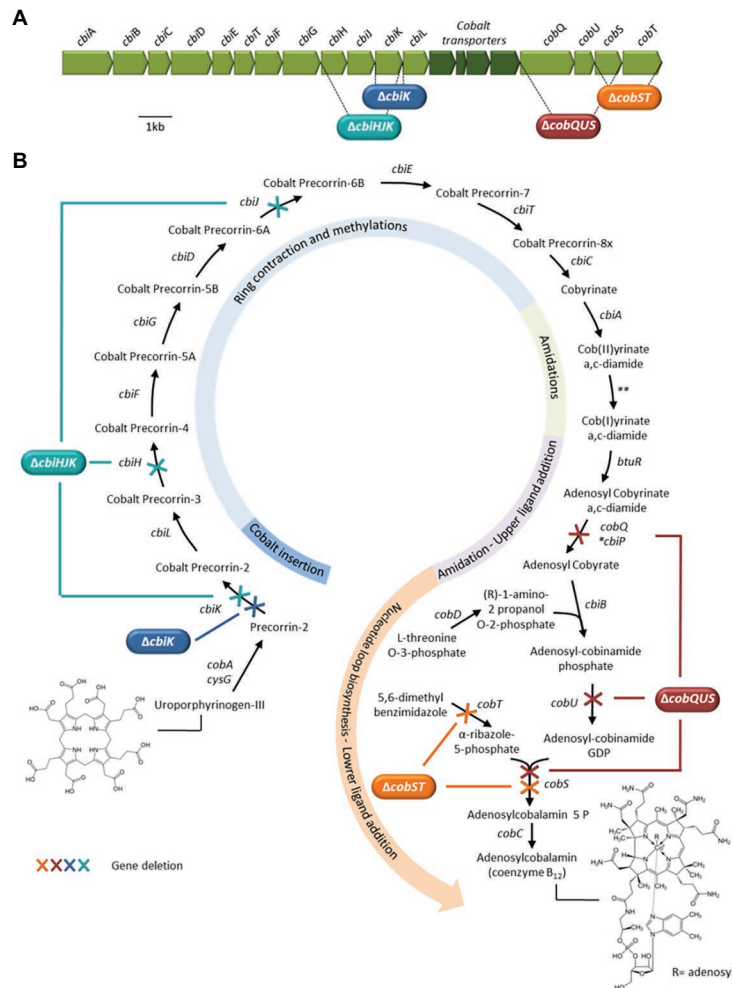 A
cbiA cbiB cbiC cbiD cbiE cbiT cbiF cbiG cbiH cbiJ cbiK cbiL Cobalt transporters cobQ cobU cobS cobT
ΔcbiK
ΔcobST
ΔcbiHJK
ΔcobQUS
1kb
B
Cobalt Precorrin-6B
cbiE
Cobalt Precorrin-7
cbiJ
cbiT
Cobalt Precorrin-6A
Cobalt Precorrin-8x
cbiD
cbiC
Ring contraction and methylations
Cobalt Precorrin-5B
Cobyrinate
cbiG
cbiA
Cobalt Precorrin-5A
Cob(II)yrinate
a,c-diamide
Amidations
cbiF
**
Cobalt Precorrin-4
Cob(I)yrinate
a,c-diamide
ΔcbiHJK
cbiH
btuR
Cobalt Precorrin-3
Adenosyl Cobyrinate
a,c-diamide
cbiL
cobQ
*cbiP
Amidation - Upper ligand addition
Cobalt insertion
Cobalt Precorrin-2
Adenosyl Cobyrate
cbiK
(R)-1-amino-
2 propanol
O-2-phosphate
cobD
cbiB
Precorrin-2
L-threonine
O-3-phosphate
ΔcbiK
Adenosyl-cobinamide
phosphate
Nucleotide loop biosynthesis - Lowrer ligand addition
cobA
cysG
5,6-dimethyl
benzimidazole
cobT
cobU
ΔcobQUS
Uroporphyrinogen-III
α-ribazole-
5-phosphate
Adenosyl-cobinamide
GDP
ΔcobST
cobS
Adenosylcobalamin 5 P
cobC
Adenosylcobalamin
(coenzyme B12)
Gene deletion
R= adenosyl